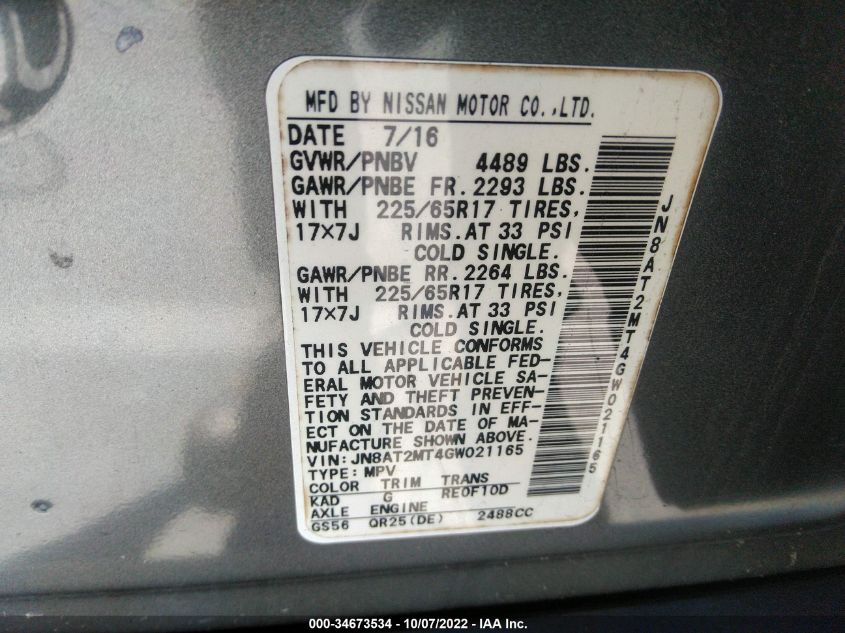 MFD BY NISSAN MOTOR CO.,LTD.
DATE 7/16
GVWR/PNBV 4489 LBS.
GAWR/PNBE FR. 2293 LBS.
WITH 225/65R17 TIRES,
17×7J RIMS. AT 33 PSI
COLD SINGLE.
GAWR/PNBE RR. 2264 LBS.
WITH 225/65R17 TIRES,
17×7J RIMS. AT 33 PSI
COLD SINGLE.
THIS VEHICLE CONFORMS
TO ALL APPLICABLE FED-
ERAL MOTOR VEHICLE SA-
FETY AND THEFT PREVEN-
TION STANDARDS IN EFF-
ECT ON THE DATE OF MA-
NUFACTURE SHOWN ABOVE.
VIN: JN8AT2MT4GW021165
TYPE: MPV
COLOR TRIM TRANS
KAD G RE0F10D
AXLE ENGINE
GS56 QR25(DE) 2488CC
JN8AT2MT4GW021165
000-34673534 - 10/07/2022 - IAA Inc.